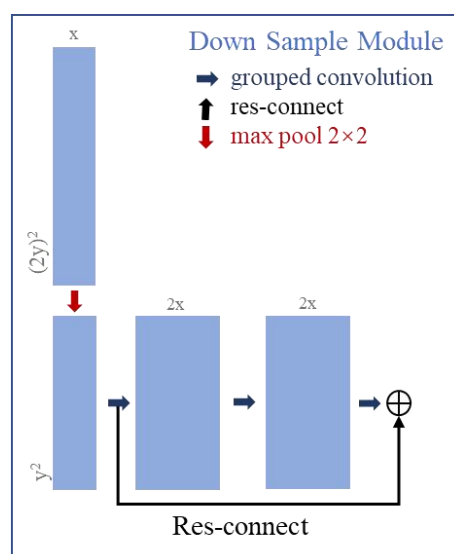 x
Down Sample Module
grouped convolution
res-connect
max pool 2×2
(2y)²
2x
2x
y²
Res-connect